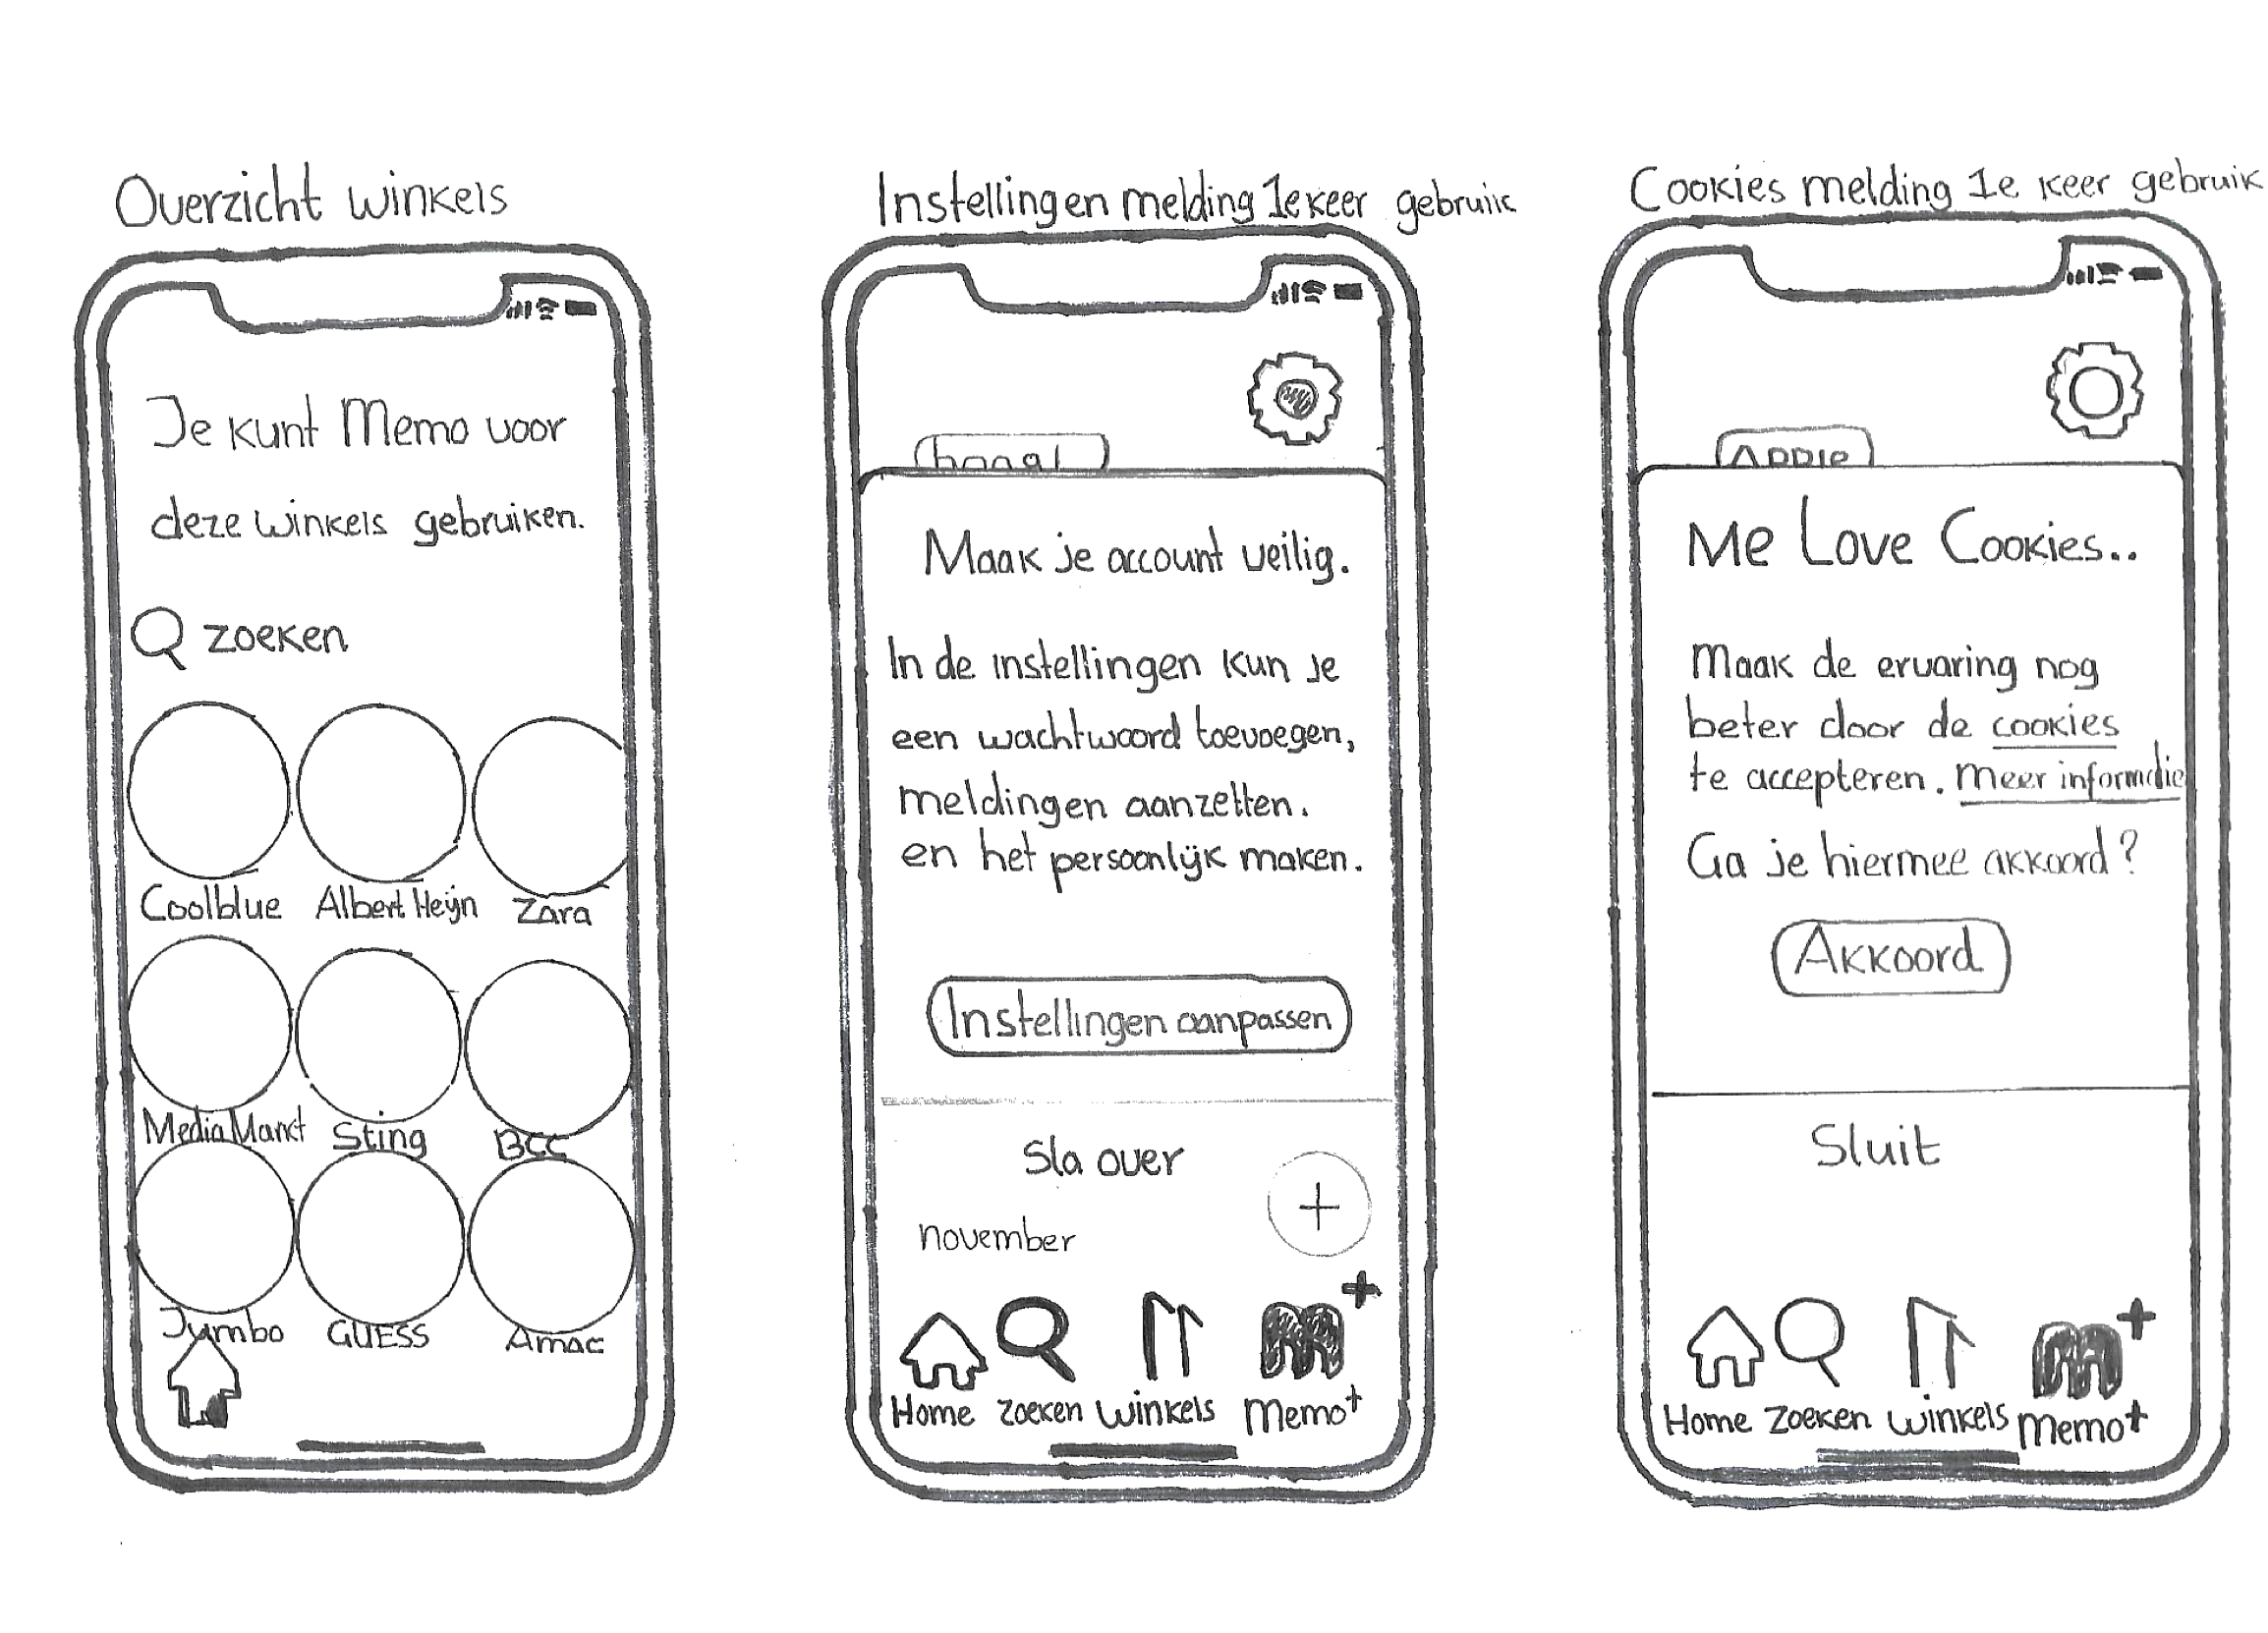 Overzicht winkels
Je kunt Memo voor
deze winkels gebruiken.
zoeken
Coolblue Albert Heijn Zara
Media Markt Sting BCC
Jumbo GUESS Amac
Instellingen melding 1e keer gebruik
Maak je account veilig.
In de instellingen kun je
een wachtwoord toevoegen,
meldingen aanzetten.
en het persoonlijk maken.
Instellingen aanpassen
Sla over
november
Home zoeken winkels Memo+
Cookies melding 1e keer gebruik
Apple
Me Love Cookies..
Maak de ervaring nog
beter door de cookies
te accepteren. meer informatie
Ga je hiermee akkoord?
Akkoord
Sluit
Home zoeken winkels Memo+